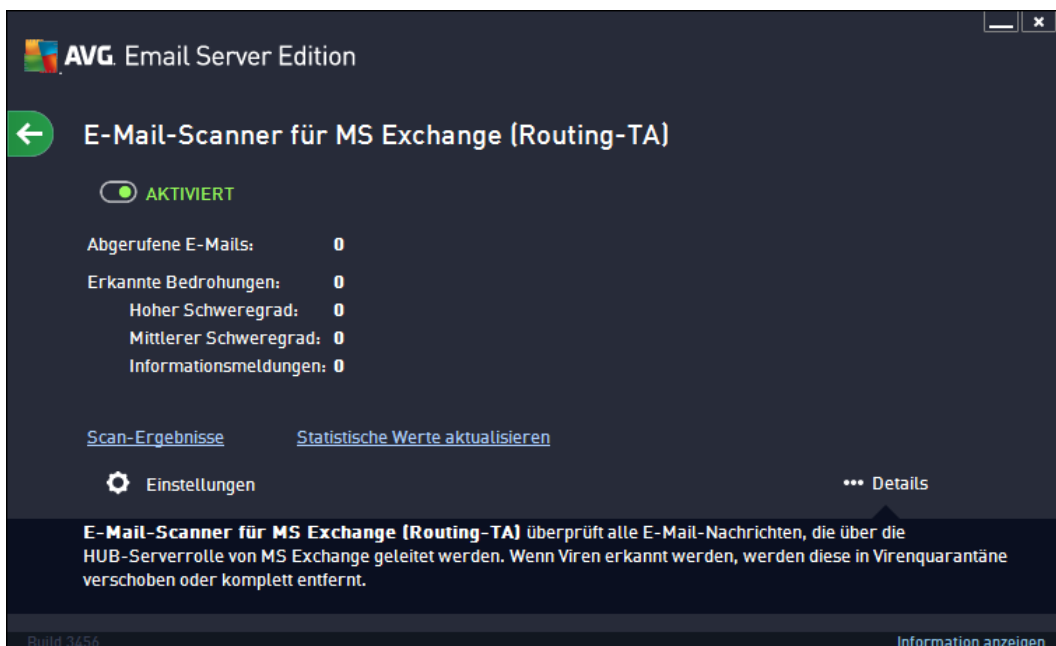 AVG. Email Server Edition
E-Mail-Scanner für MS Exchange (Routing-TA)
AKTIVIERT
Abgerufene E-Mails: 0
Erkannte Bedrohungen: 0
Hoher Schweregrad: 0
Mittlerer Schweregrad: 0
Informationsmeldungen: 0
Scan-Ergebnisse Statistische Werte aktualisieren
Einstellungen ••• Details
E-Mail-Scanner für MS Exchange (Routing-TA) überprüft alle E-Mail-Nachrichten, die über die
HUB-Serverrolle von MS Exchange geleitet werden. Wenn Viren erkannt werden, werden diese in Virenquarantäne
verschoben oder komplett entfernt.
Build 3456 Information anzeigen